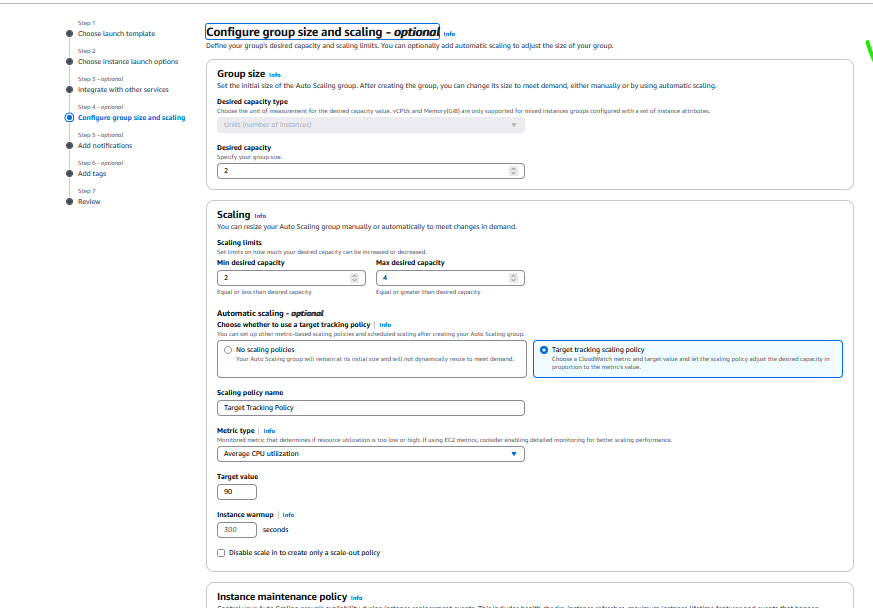 Step 1
Choose launch template
Step 2
Choose instance launch options
Step 3 - optional
Integrate with other services
Step 4 - optional
Configure group size and scaling
Step 5 - optional
Add notifications
Step 6 - optional
Add tags
Step 7
Review
Configure group size and scaling - optional Info
Define your group's desired capacity and scaling limits. You can optionally add automatic scaling to adjust the size of your group.
Group size Info
Set the initial size of the Auto Scaling group. After creating the group, you can change its size to meet demand, either manually or by using automatic scaling.
Desired capacity type
Choose the unit of measurement for the desired capacity value. vCPUs and Memory(GiB) are only supported for mixed instances groups configured with a set of instance attributes.
Units (number of instances)
Desired capacity
Specify your group size.
2
Scaling Info
You can resize your Auto Scaling group manually or automatically to meet changes in demand.
Scaling limits
Set limits on how much your desired capacity can be increased or decreased.
Min desired capacity Max desired capacity
2 4
Equal or less than desired capacity Equal or greater than desired capacity
Automatic scaling - optional
Choose whether to use a target tracking policy | Info
You can set up other metric-based scaling policies and scheduled scaling after creating your Auto Scaling group.
No scaling policies
Your Auto Scaling group will remain at its initial size and will not dynamically resize to meet demand.
Target tracking scaling policy
Choose a CloudWatch metric and target value and let the scaling policy adjust the desired capacity in
proportion to the metric's value.
Scaling policy name
Target Tracking Policy
Metric type | Info
Monitored metric that determines if resource utilization is too low or high. If using EC2 metrics, consider enabling detailed monitoring for better scaling performance.
Average CPU utilization
Target value
90
Instance warmup | Info
300 seconds
Disable scale in to create only a scale-out policy
Instance maintenance policy Info